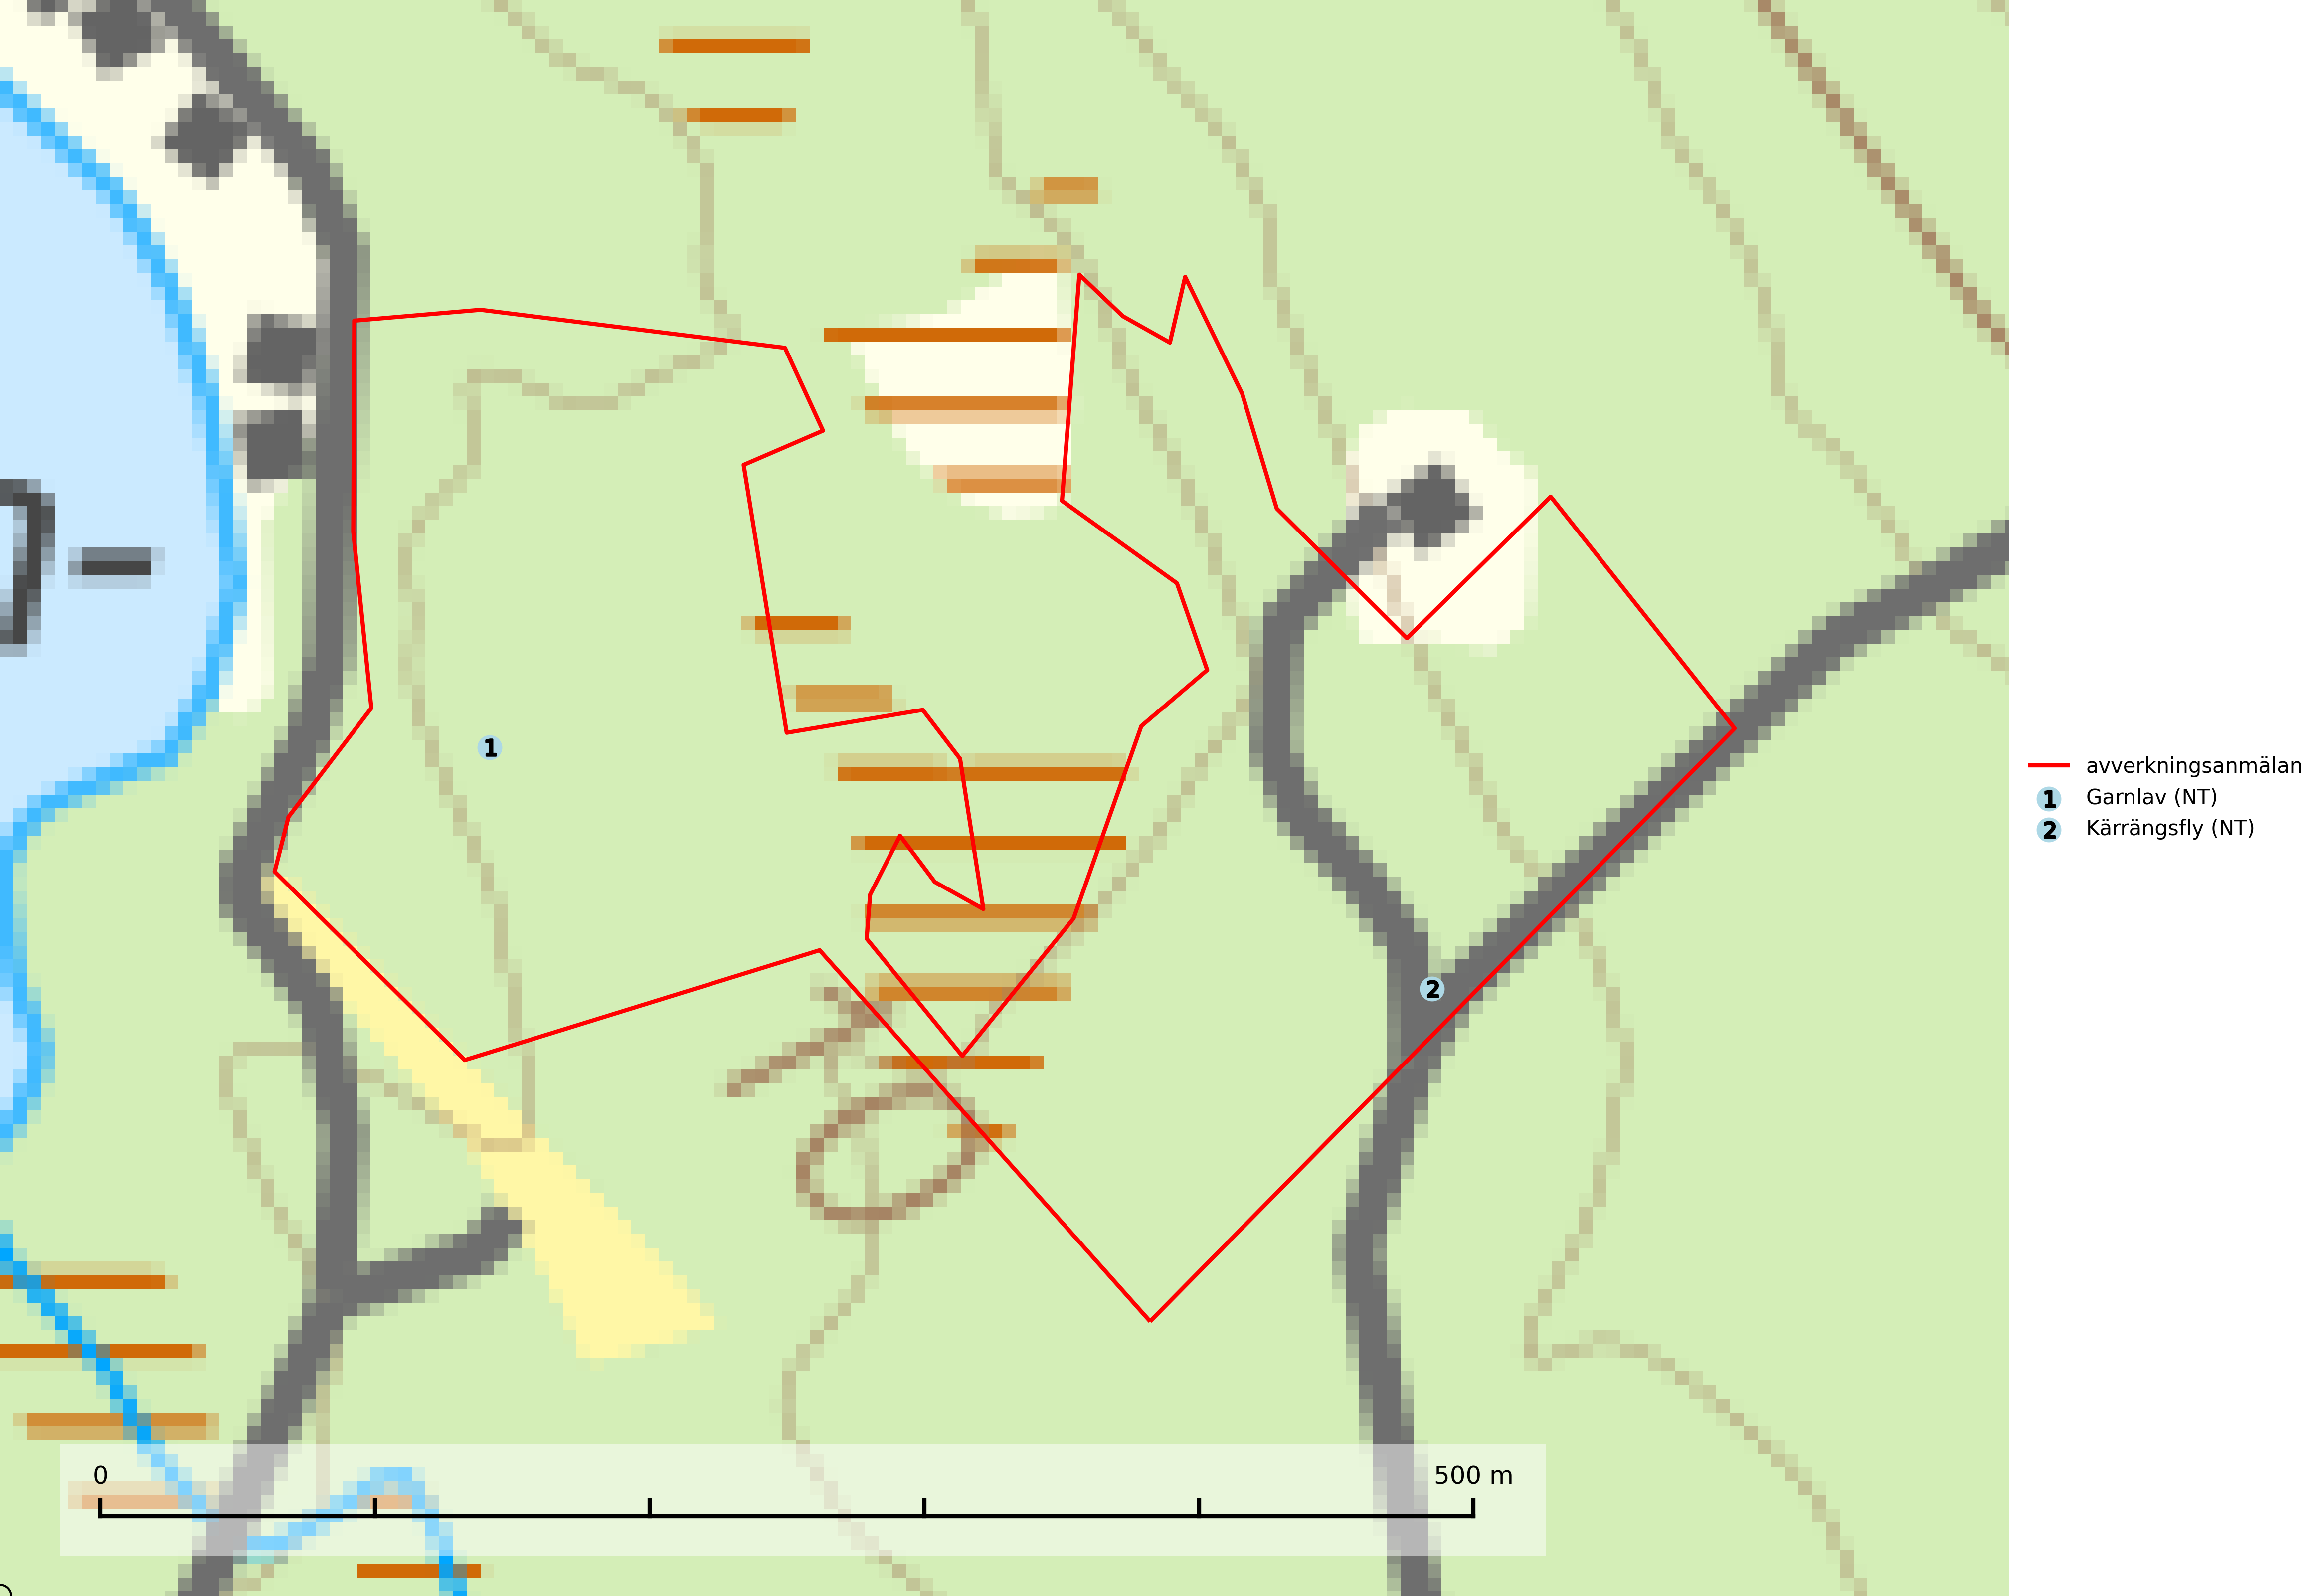 1
2
avverkningsanmälan
1 Garnlav (NT)
2 Kärrängsfly (NT)
0 500 m